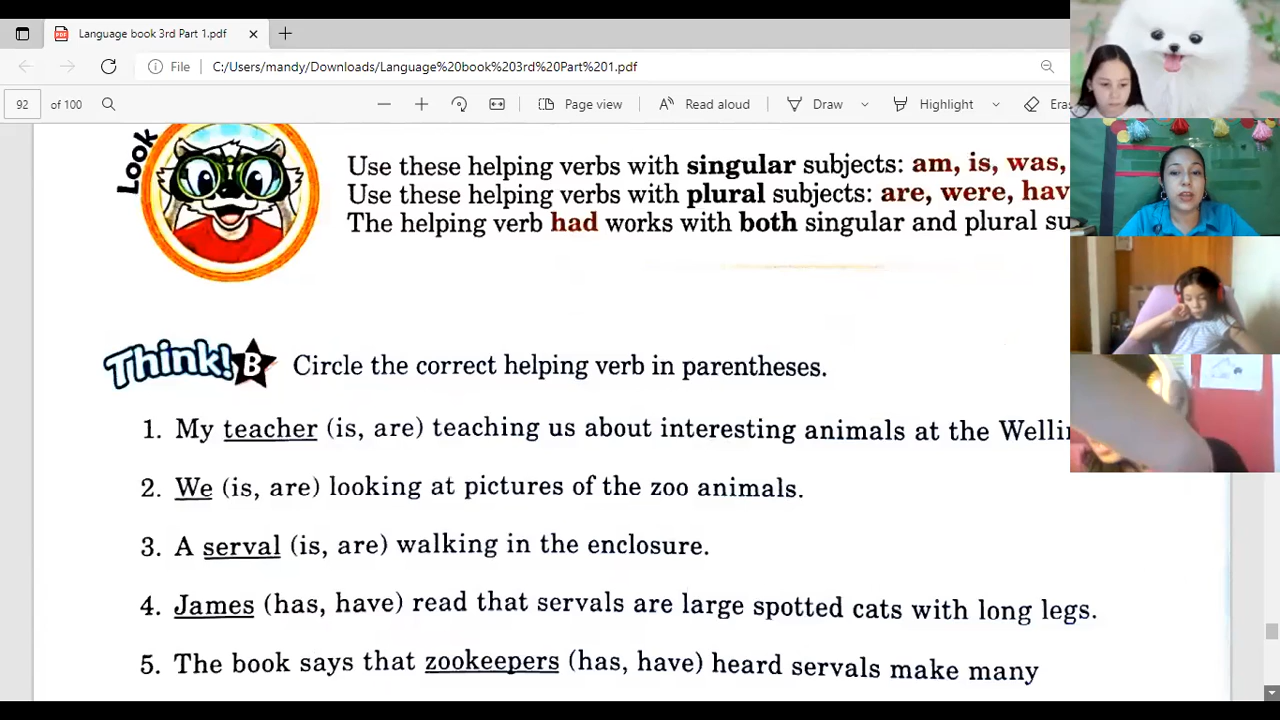 Language book 3rd Part 1.pdf
File C:/Users/mandy/Downloads/Language%20book%203rd%20Part%201.pdf
92 of 100 Page view Read aloud Draw Highlight
Look
Use these helping verbs with singular subjects: am, is, was,
Use these helping verbs with plural subjects: are, were,
The helping verb had works with both singular and plural
Think! B Circle the correct helping verb in parentheses.
1. My teacher (is, are) teaching us about interesting animals at the
2. We (is, are) looking at pictures of the zoo animals.
3. A serval (is, are) walking in the enclosure.
4. James (has, have) read that servals are large spotted cats with long legs.
5. The book says that zookeepers (has, have) heard servals make many